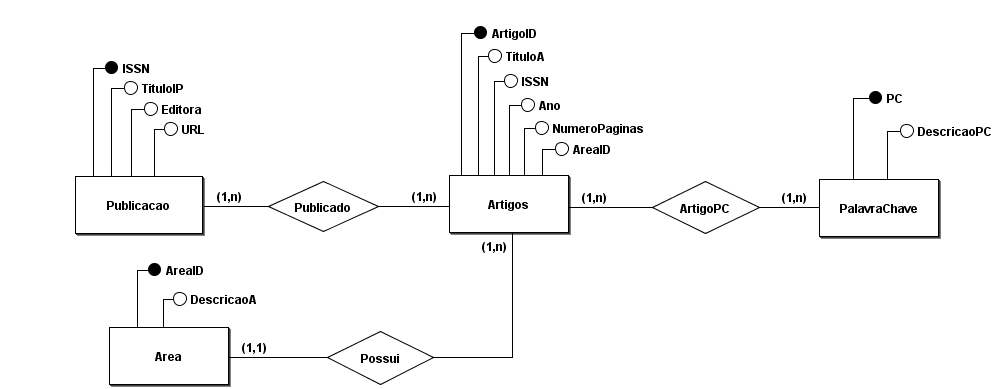 ArtigoID
TituloA
ISSN
Ano
NumeroPaginas
AreaID
ISSN
TituloIP
Editora
URL
PC
DescricaoPC
Publicacao
(1,n)
Publicado
(1,n)
Artigos
(1,n)
ArtigoPC
(1,n)
PalavraChave
(1,n)
AreaID
DescricaoA
Area
(1,1)
Possui